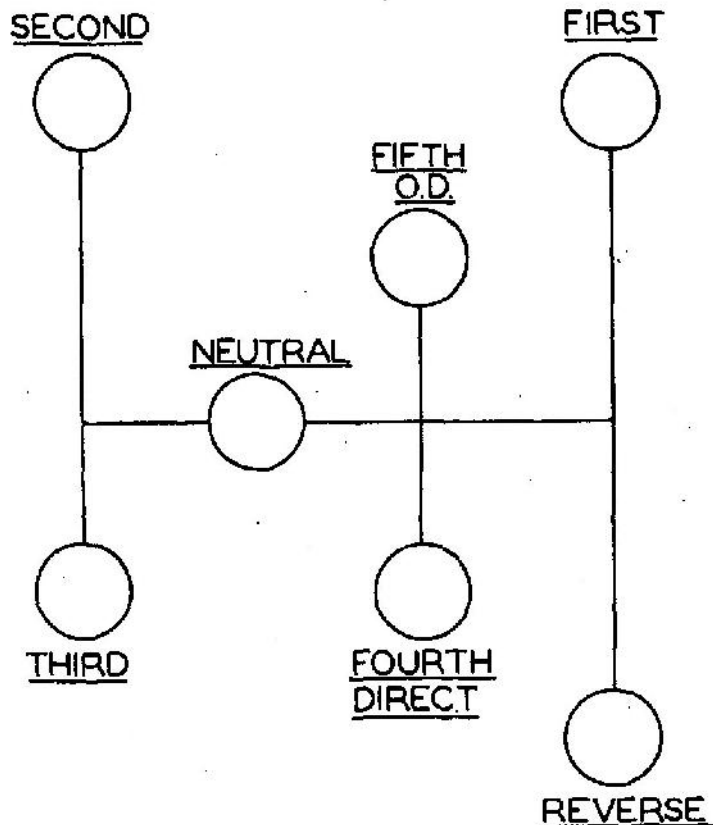 SECOND
FIRST
FIFTH
O.D.
NEUTRAL
THIRD
FOURTH
DIRECT
REVERSE